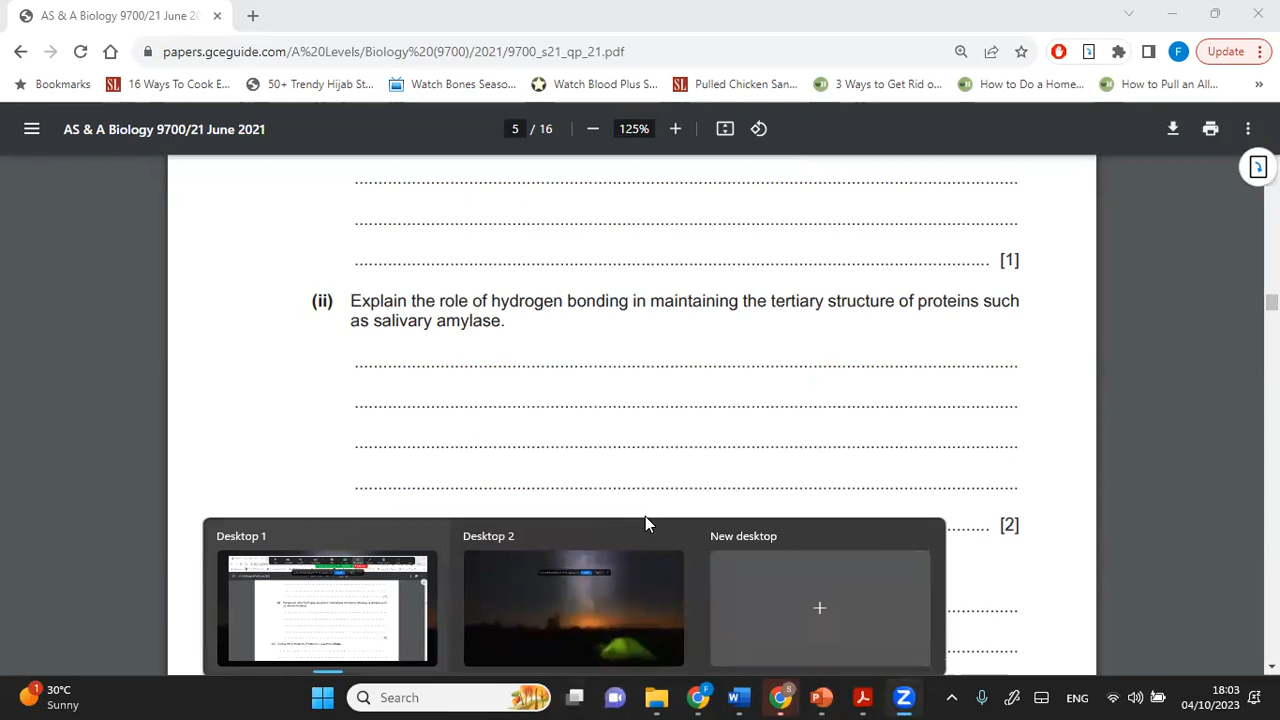 AS & A Biology 9700/21 June 202
papers.gceguide.com/A%20Levels/Biology%20(9700)/2021/9700_s21_qp_21.pdf
F
Update
Bookmarks
SL 16 Ways To Cook E...
50+ Trendy Hijab St...
Watch Bones Seaso...
Watch Blood Plus S...
SL Pulled Chicken San...
3 Ways to Get Rid o...
How to Do a Home...
How to Pull an All...
»
AS & A Biology 9700/21 June 2021
5 / 16
125%
[1]
(ii) Explain the role of hydrogen bonding in maintaining the tertiary structure of proteins such
as salivary amylase.
[2]
Desktop 1
Desktop 2
New desktop
1
30°C
Sunny
Search
ENG
18:03
04/10/2023